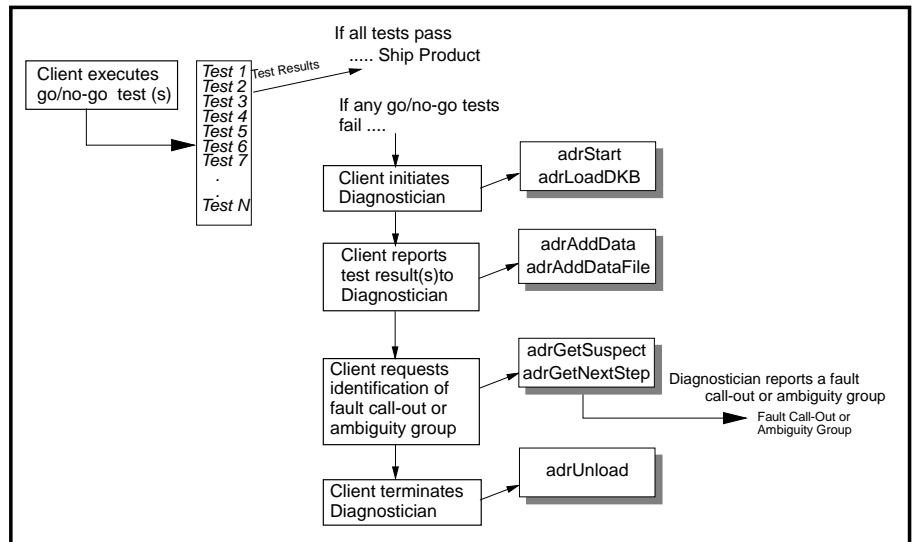 Client executes
go/no-go test (s)
Test 1
Test 2
Test 3
Test 4
Test 5
Test 6
Test 7
.
.
Test N
Test Results
If all tests pass
..... Ship Product
If any go/no-go tests
fail ....
Client initiates
Diagnostician
adrStart
adrLoadDKB
Client reports
test result(s)to
Diagnostician
adrAddData
adrAddDataFile
Client requests
identification of
fault call-out or
ambiguity group
adrGetSuspect
adrGetNextStep
Diagnostician reports a fault
call-out or ambiguity group
Fault Call-Out or
Ambiguity Group
Client terminates
Diagnostician
adrUnload